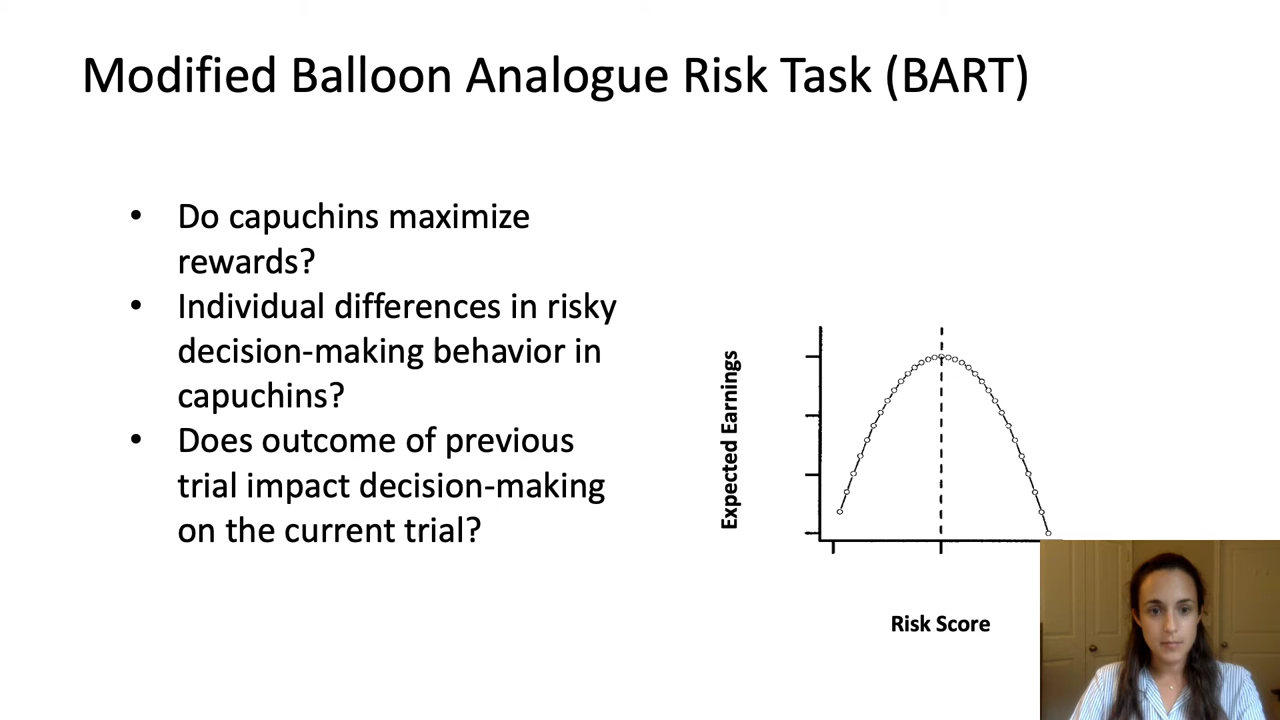 Modified Balloon Analogue Risk Task (BART)
• Do capuchins maximize
rewards?
• Individual differences in risky
decision-making behavior in
capuchins?
• Does outcome of previous
trial impact decision-making
on the current trial?
Expected Earnings
Risk Score